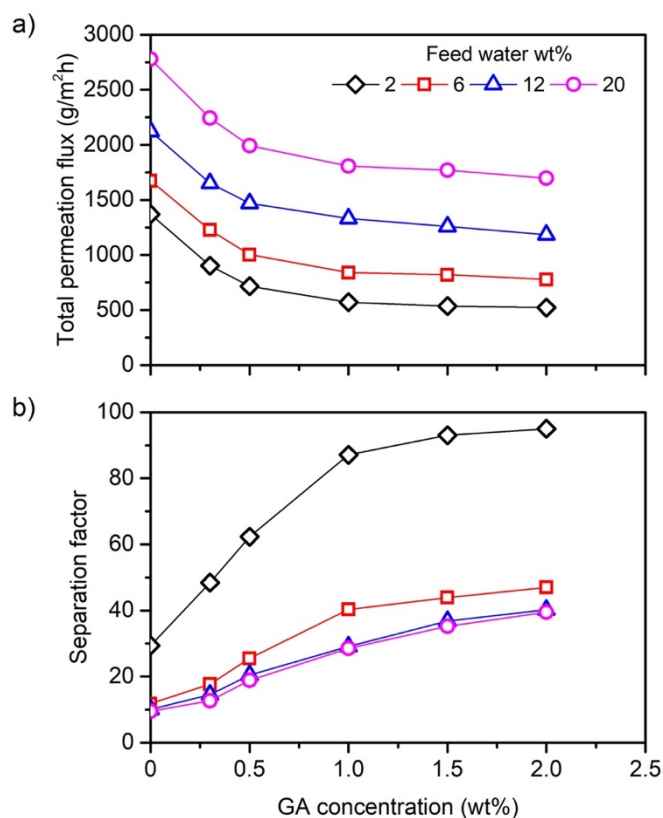 a)
3000
2500
2000
1500
1000
500
0
Total permeation flux (g/m²h)
Feed water wt%
2 6 12 20
b)
100
80
60
40
20
0
Separation factor
0 0.5 1.0 1.5 2.0 2.5
GA concentration (wt%)